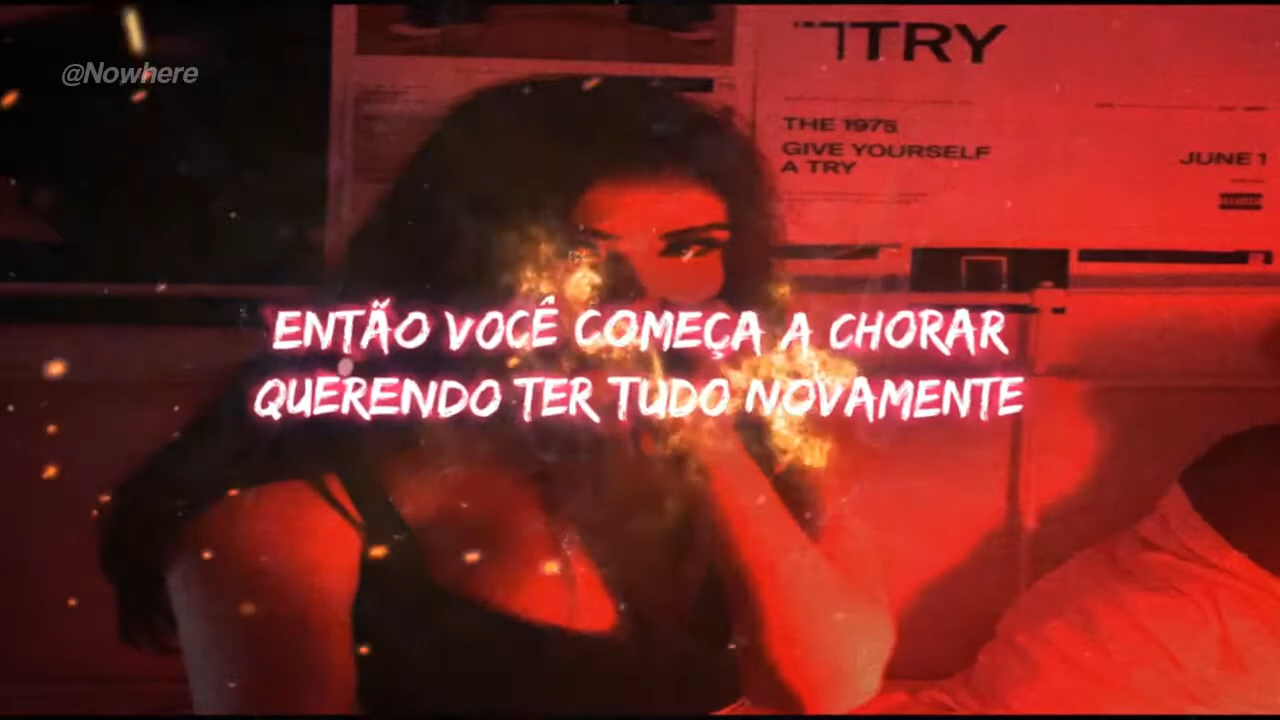 @Nowhere
TRY
THE 1975
GIVE YOURSELF
A TRY
JUNE 1
ENTÃO VOCÊ COMEÇA A CHORAR
QUERENDO TER TUDO NOVAMENTE